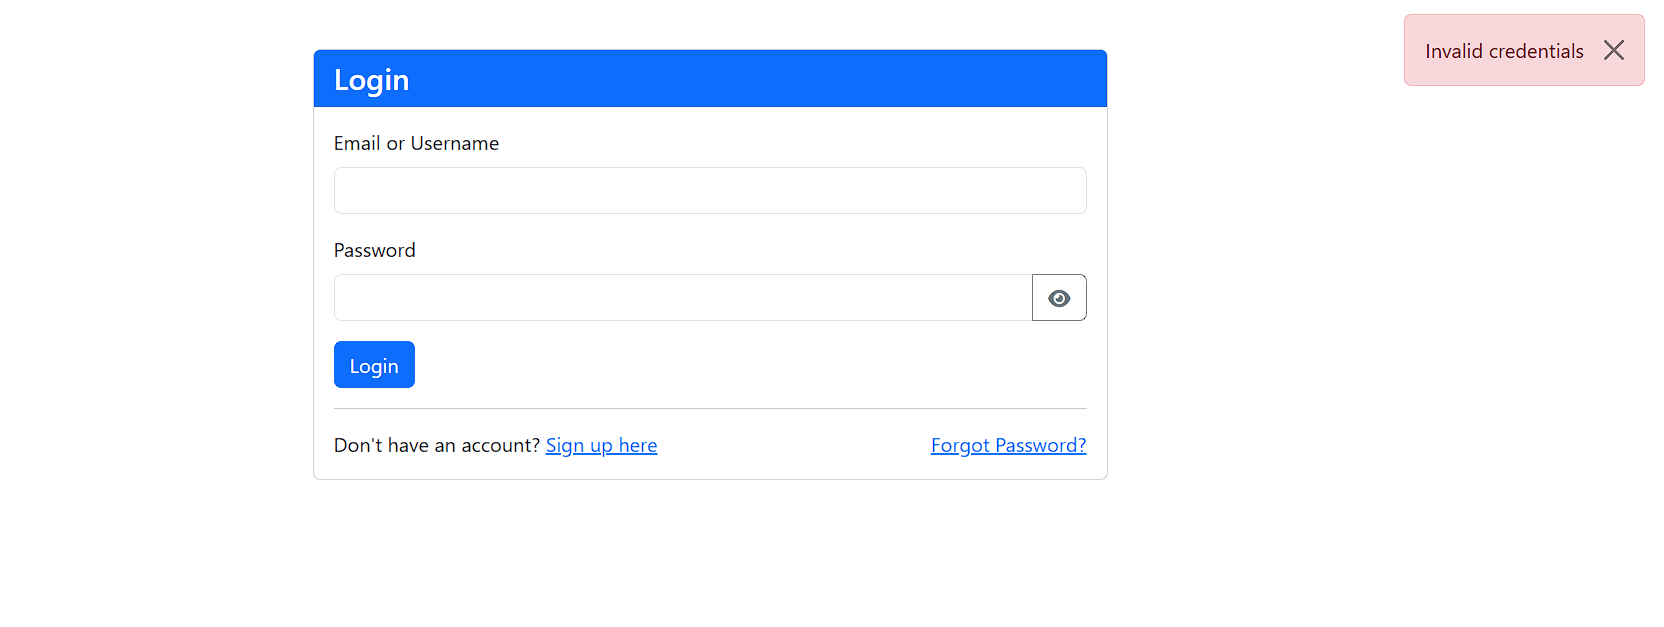 Invalid credentials
Login
Email or Username
Password
Login
Don't have an account? Sign up here
Forgot Password?